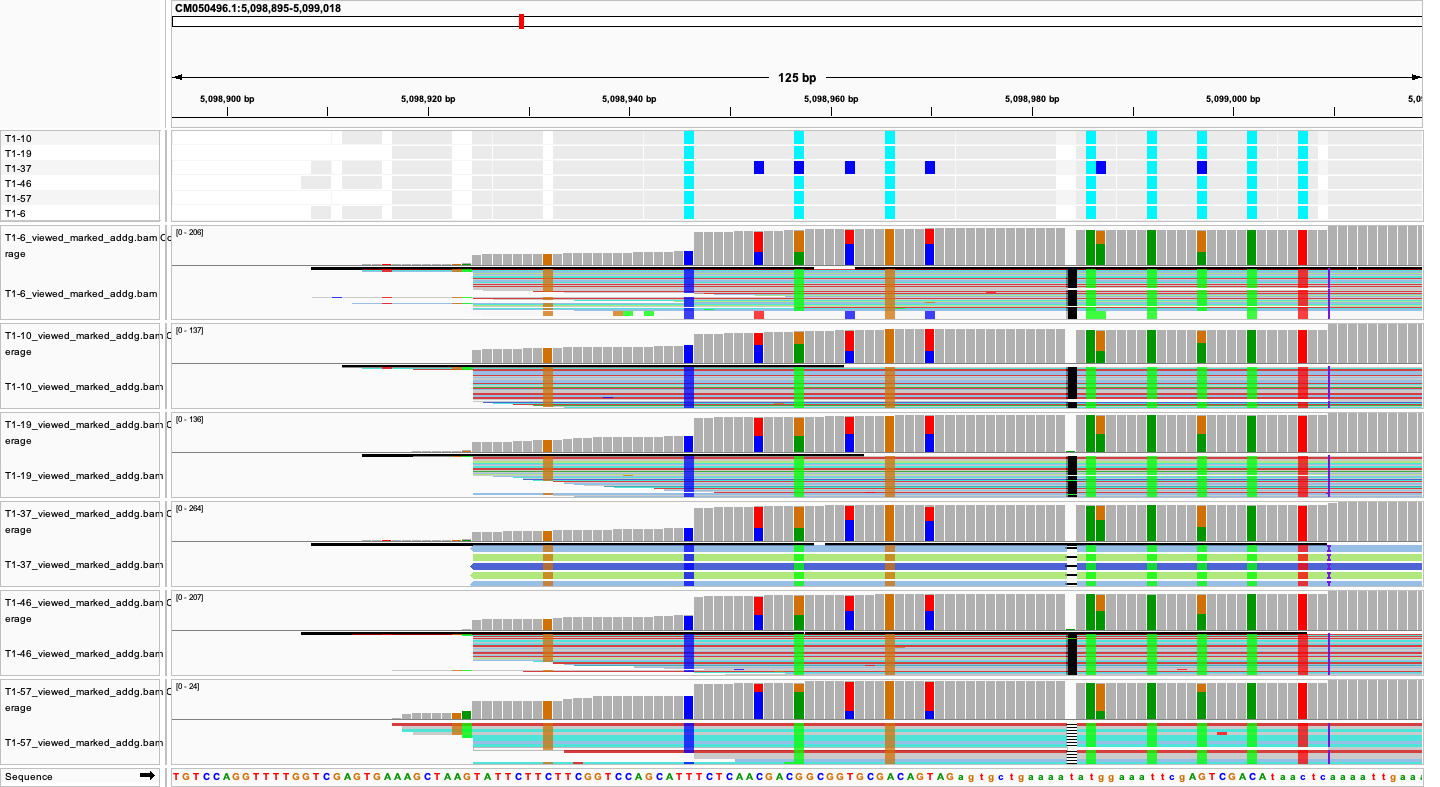 CM050496.1:5,098,895-5,099,018
125 bp
5,098,900 bp 5,098,920 bp 5,098,940 bp 5,098,960 bp 5,098,980 bp 5,099,000 bp 5,09
T1-10
T1-19
T1-37
T1-46
T1-57
T1-6
T1-6_viewed_marked_addg.bam Co
rage
[0 - 206]
T1-6_viewed_marked_addg.bam
T1-10_viewed_marked_addg.bam C
erage
[0 - 137]
T1-10_viewed_marked_addg.bam
T1-19_viewed_marked_addg.bam C
erage
[0 - 136]
T1-19_viewed_marked_addg.bam
T1-37_viewed_marked_addg.bam C
erage
[0 - 264]
T1-37_viewed_marked_addg.bam
T1-46_viewed_marked_addg.bam C
erage
[0 - 207]
T1-46_viewed_marked_addg.bam
T1-57_viewed_marked_addg.bam C
erage
[0 - 24]
T1-57_viewed_marked_addg.bam
Sequence
TGTCCAGGTTTTGGTCGAGTGAAAGCTAAGTATTCTTCTTCGGTCCAGCATTTCTCAACGACGGCGGTGCGACAGTAGagtgctgaaaatatggaaattcgAGTCGACAtaactcaaaattgaaa